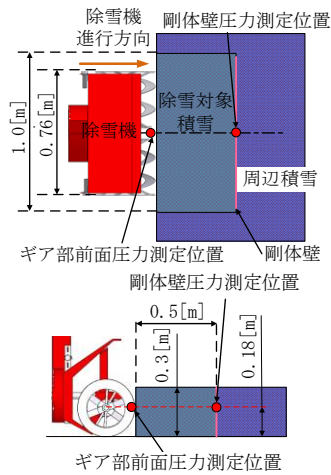 除雪機
進行方向
剛体壁圧力測定位置
1.0[m]
0.76[m]
除雪機
除雪対象
積雪
周辺積雪
ギア部前面圧力測定位置
剛体壁
剛体壁圧力測定位置
0.5[m]
0.3[m]
0.18[m]
ギア部前面圧力測定位置